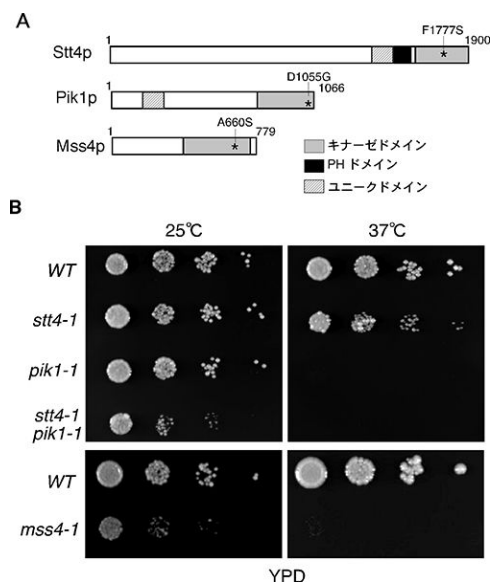 A
F1777S
Stt4p
1
1900
D1055G
Pik1p
1
1066
A660S
Mss4p
1
779
*
*
*
キナーゼドメイン
PH ドメイン
ユニークドメイン
B
25℃
37℃
WT
stt4-1
pik1-1
stt4-1
pik1-1
WT
mss4-1
YPD